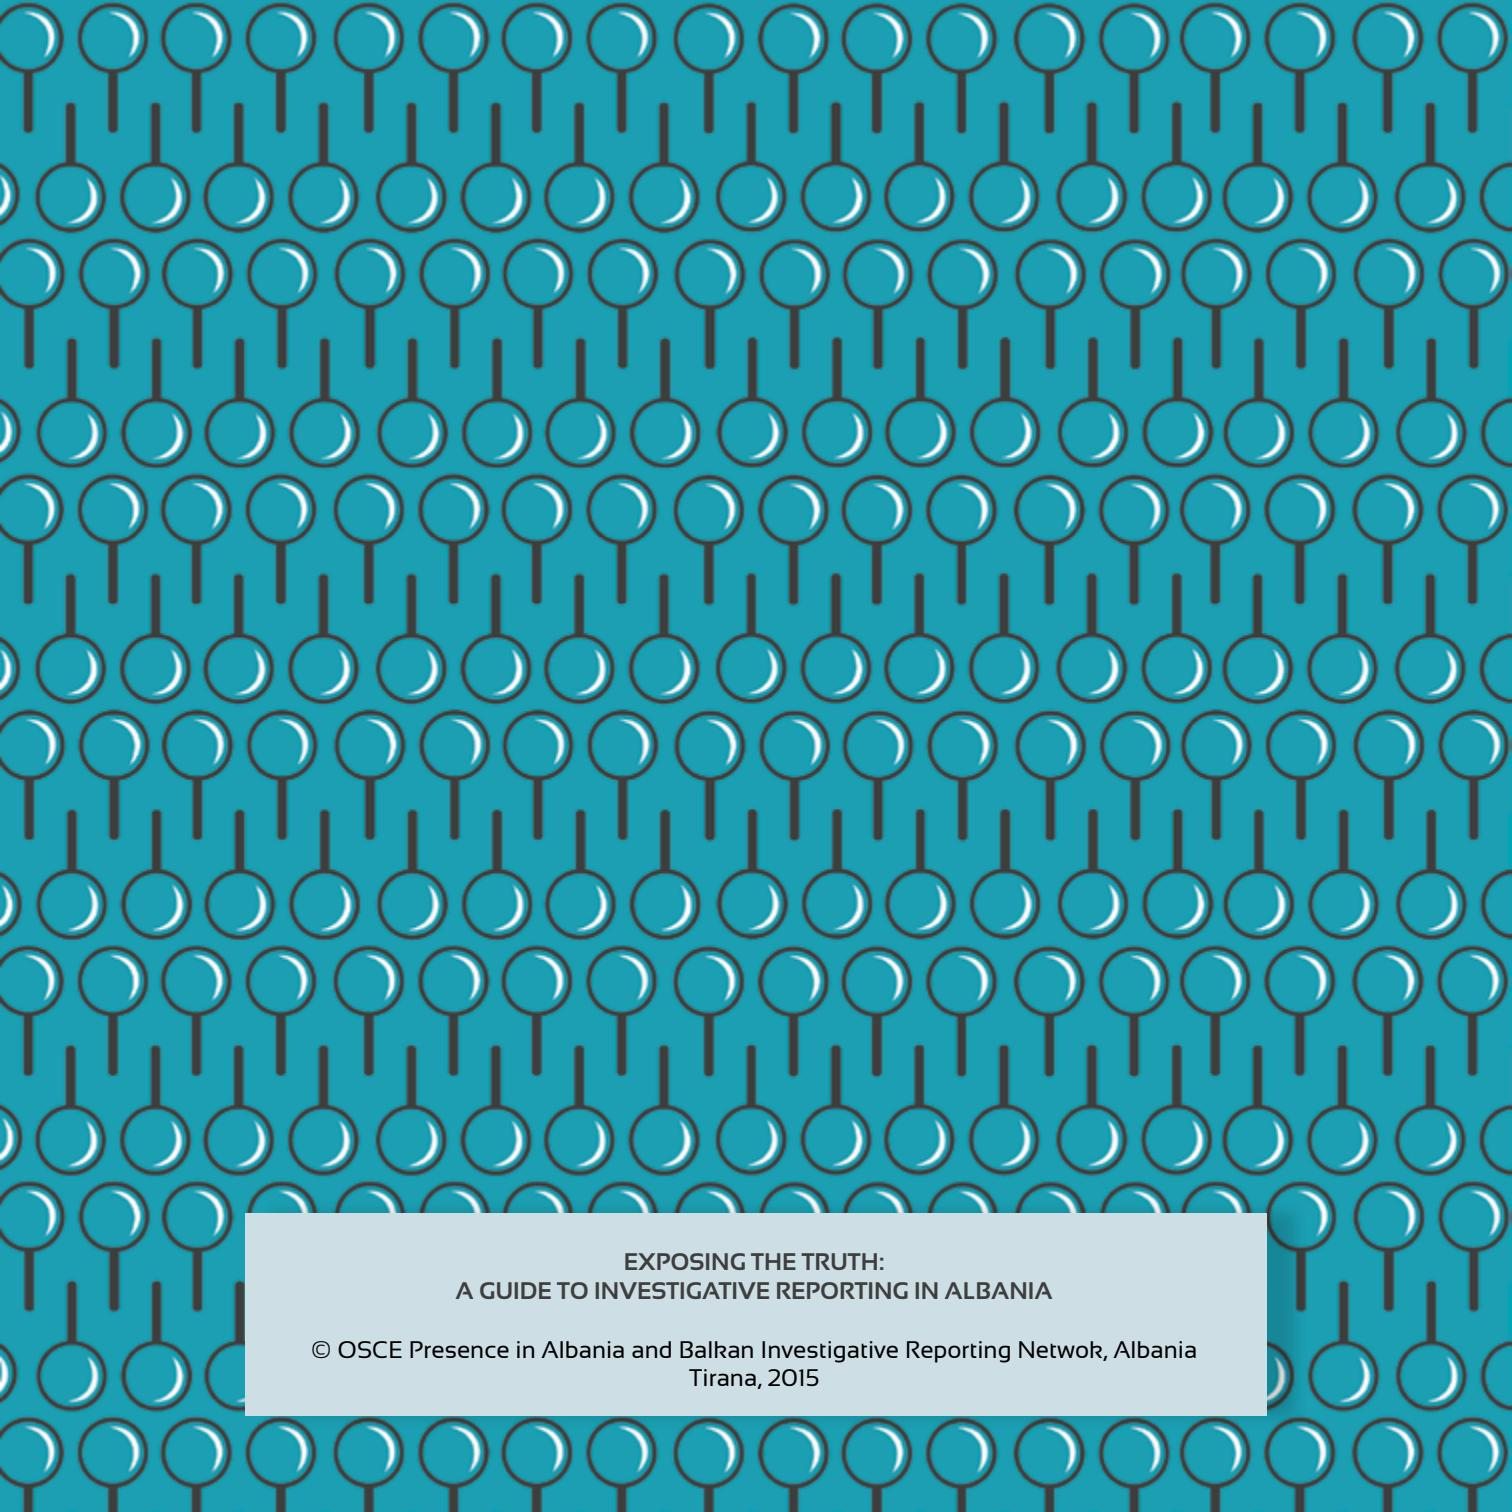 EXPOSING THE TRUTH:
A GUIDE TO INVESTIGATIVE REPORTING IN ALBANIA
© OSCE Presence in Albania and Balkan Investigative Reporting Netwok, Albania
Tirana, 2015